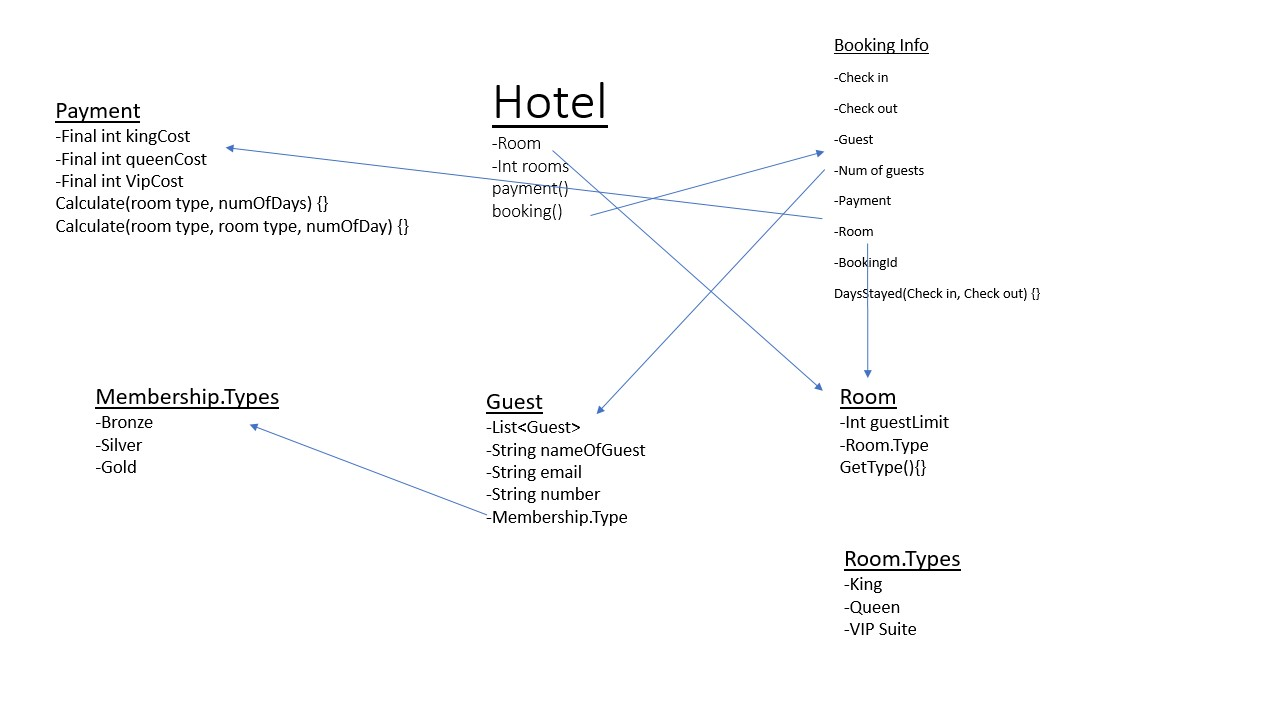 Payment
-Final int kingCost
-Final int queenCost
-Final int VipCost
Calculate(room type, numOfDays) {}
Calculate(room type, room type, numOfDay) {}
Hotel
-Room
-Int rooms
payment()
booking()
Booking Info
-Check in
-Check out
-Guest
-Num of guests
-Payment
-Room
-BookingId
DaysStayed(Check in, Check out) {}
Membership.Types
-Bronze
-Silver
-Gold
Guest
-List<Guest>
-String nameOfGuest
-String email
-String number
-Membership.Type
Room
-Int guestLimit
-Room.Type
GetType(){}
Room.Types
-King
-Queen
-VIP Suite